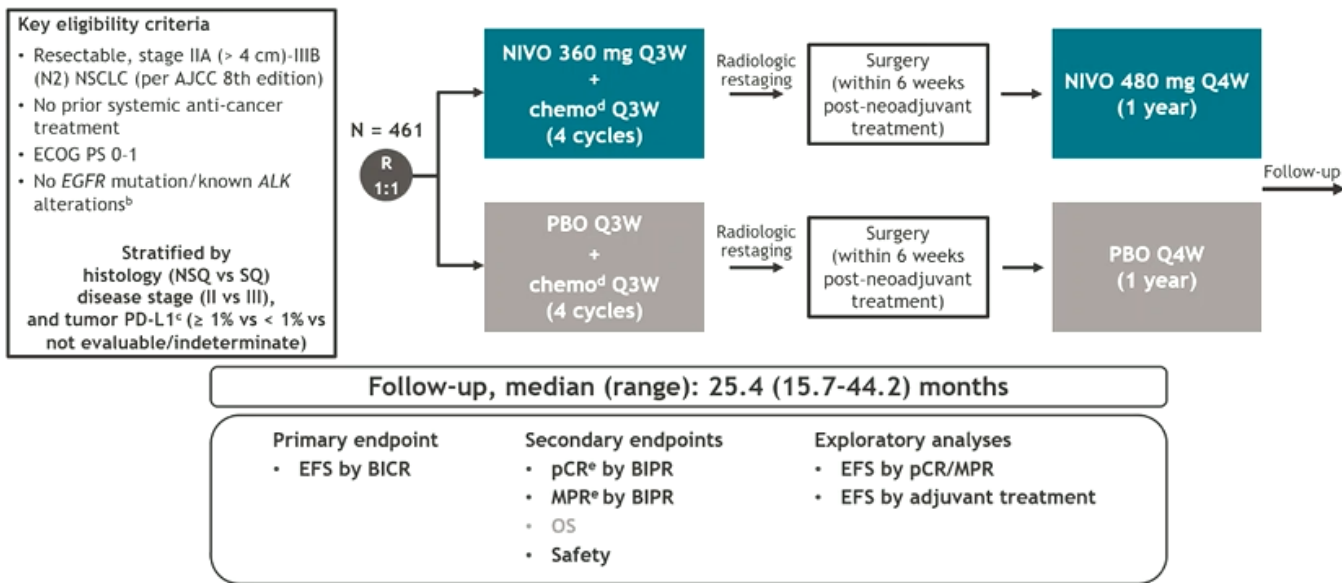 Key eligibility criteria
• Resectable, stage IIA (> 4 cm)-IIIB
(N2) NSCLC (per AJCC 8th edition)
• No prior systemic anti-cancer
treatment
• ECOG PS 0-1
• No EGFR mutation/known ALK
alterationsᵇ
Stratified by
histology (NSQ vs SQ)
disease stage (II vs III),
and tumor PD-L1ᶜ (≥ 1% vs < 1% vs
not evaluable/indeterminate)
N = 461
R
1:1
NIVO 360 mg Q3W
+
chemoᵈ Q3W
(4 cycles)
Radiologic
restaging
Surgery
(within 6 weeks
post-neoadjuvant
treatment)
NIVO 480 mg Q4W
(1 year)
PBO Q3W
+
chemoᵈ Q3W
(4 cycles)
Radiologic
restaging
Surgery
(within 6 weeks
post-neoadjuvant
treatment)
PBO Q4W
(1 year)
Follow-up
Follow-up, median (range): 25.4 (15.7-44.2) months
Primary endpoint
• EFS by BICR
Secondary endpoints
• pCRᵉ by BIPR
• MPRᵉ by BIPR
• OS
• Safety
Exploratory analyses
• EFS by pCR/MPR
• EFS by adjuvant treatment